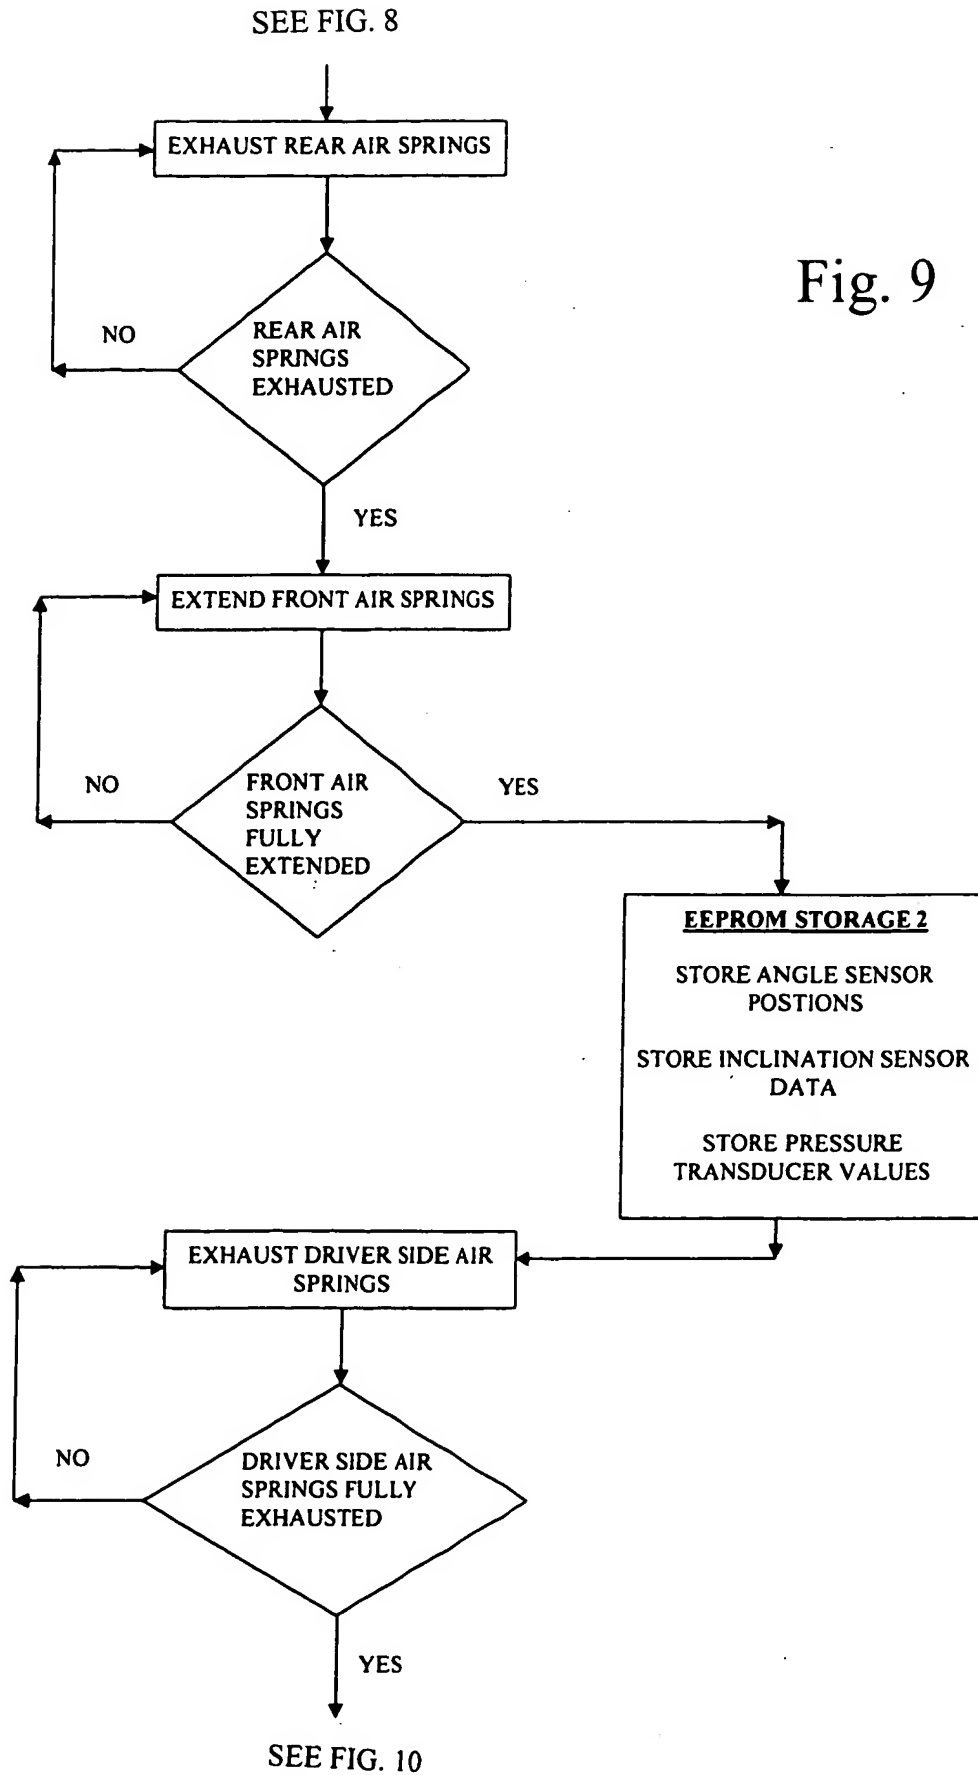 SEE FIG. 8
EXHAUST REAR AIR SPRINGS
Fig. 9
NO
REAR AIR
SPRINGS
EXHAUSTED
YES
EXTEND FRONT AIR SPRINGS
NO
FRONT AIR
SPRINGS
FULLY
EXTENDED
YES
EEPROM STORAGE 2
STORE ANGLE SENSOR
POSTIONS
STORE INCLINATION SENSOR
DATA
STORE PRESSURE
TRANSDUCER VALUES
EXHAUST DRIVER SIDE AIR
SPRINGS
NO
DRIVER SIDE AIR
SPRINGS FULLY
EXHAUSTED
YES
SEE FIG. 10